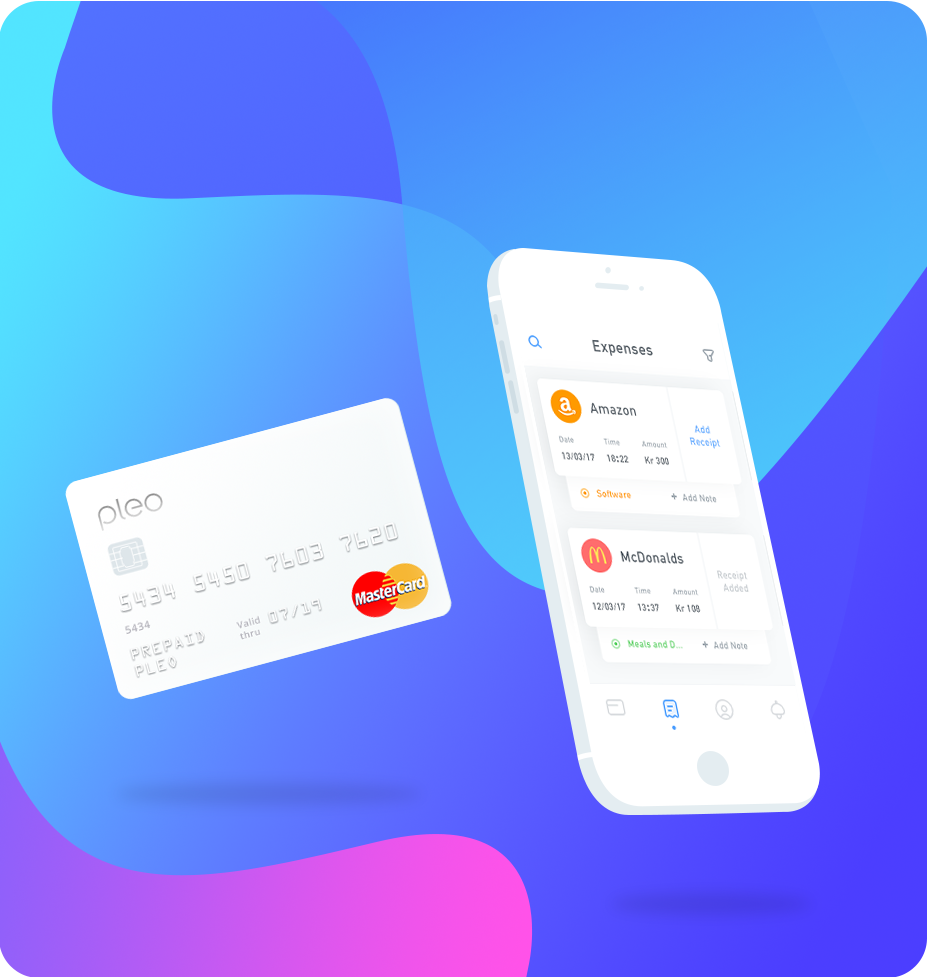 pleo
5434 5450 7603 7620
5434
Valid
thru
07/19
PREPAID
PLEO
MasterCard
Expenses
Amazon
Date Time Amount
13/03/17 18:22 Kr 300
Add
Receipt
Software + Add Note
McDonalds
Date Time Amount
12/03/17 13:37 Kr 108
Receipt
Added
Meals and D... + Add Note